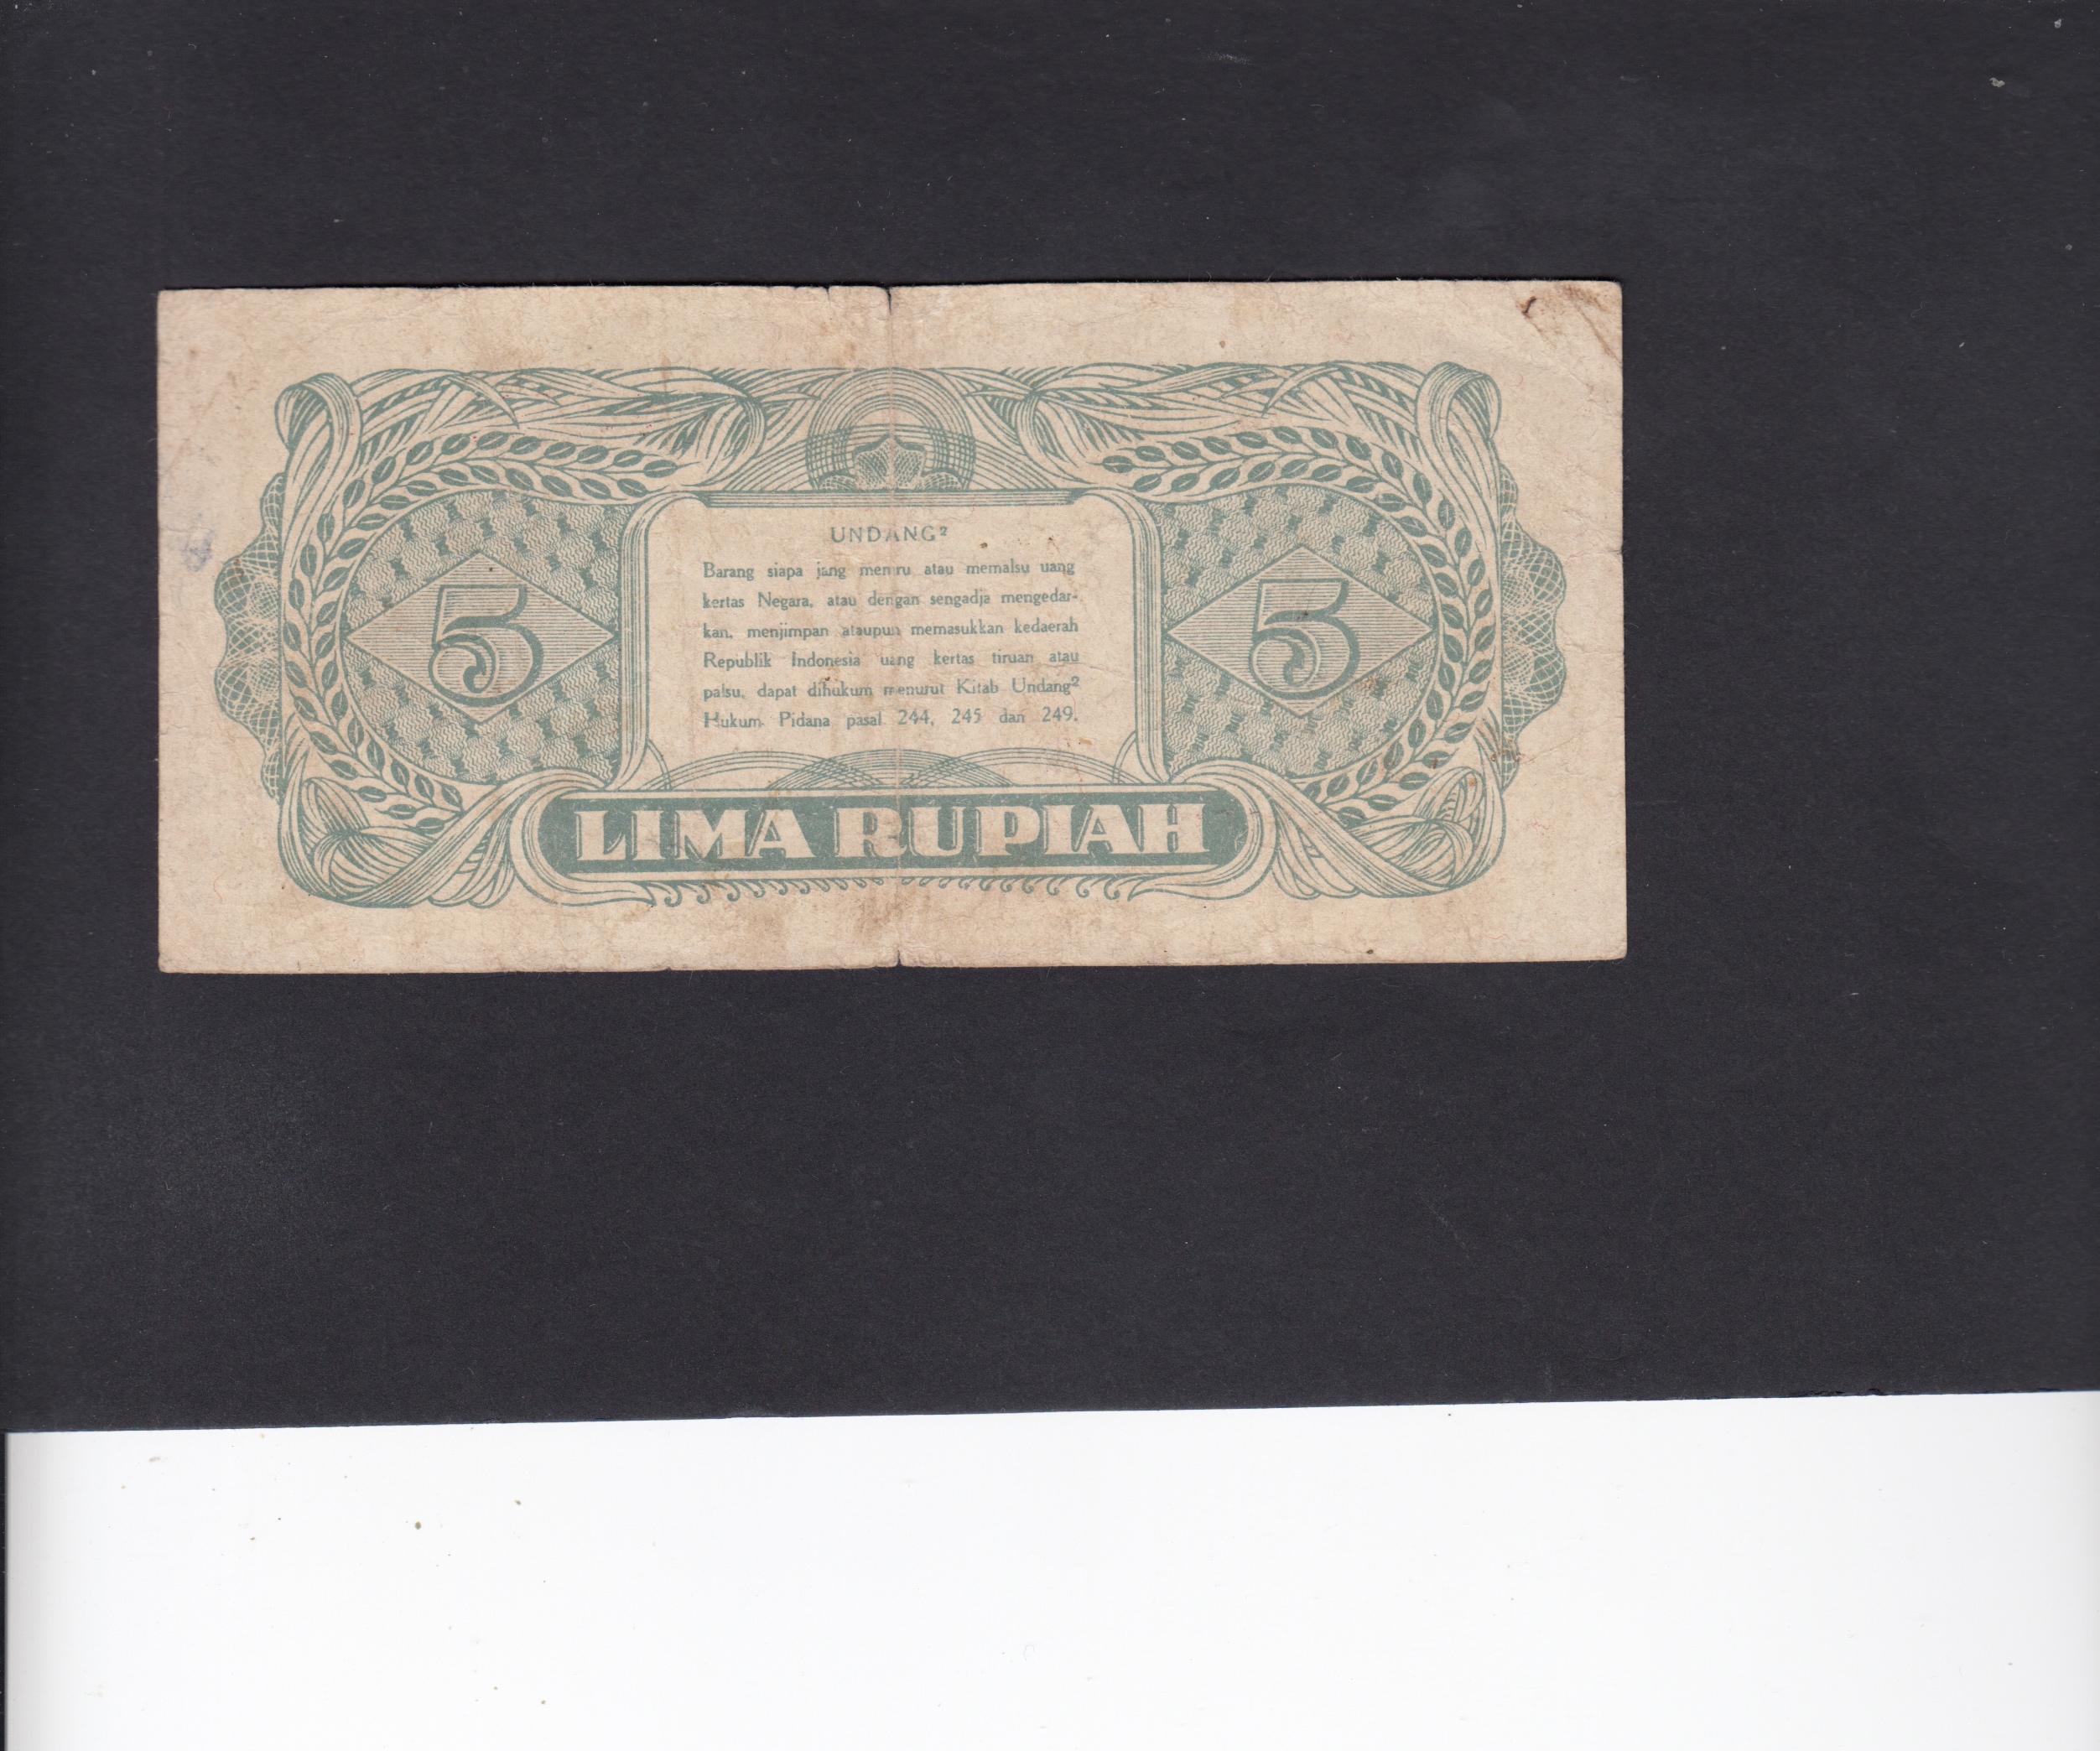 UNDANG²
Barang siapa jang meniru atau memalsu uang
kertas Negara, atau dengan sengadja mengedar-
kan, menjimpan ataupun memasukkan kedaerah
Republik Indonesia uang kertas tiruan atau
palsu, dapat dihukum menurut Kitab Undang²
Hukum Pidana pasal 244, 245 dan 249.
5
5
LIMA RUPIAH